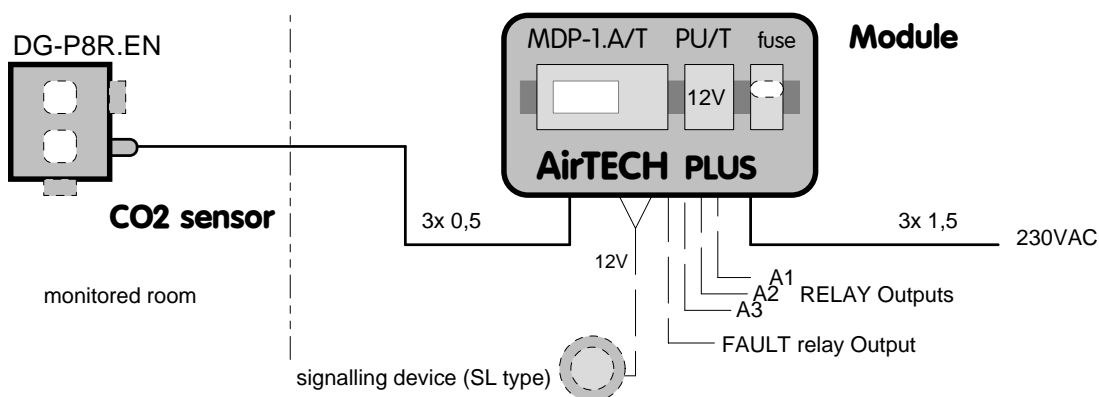 MDP-1.A/T PU/T fuse Module
DG-P8R.EN
12V
AirTECH PLUS
CO2 sensor
3x 0,5
3x 1,5
230VAC
12V
monitored room
A1
A2 RELAY Outputs
A3
FAULT relay Output
signalling device (SL type)